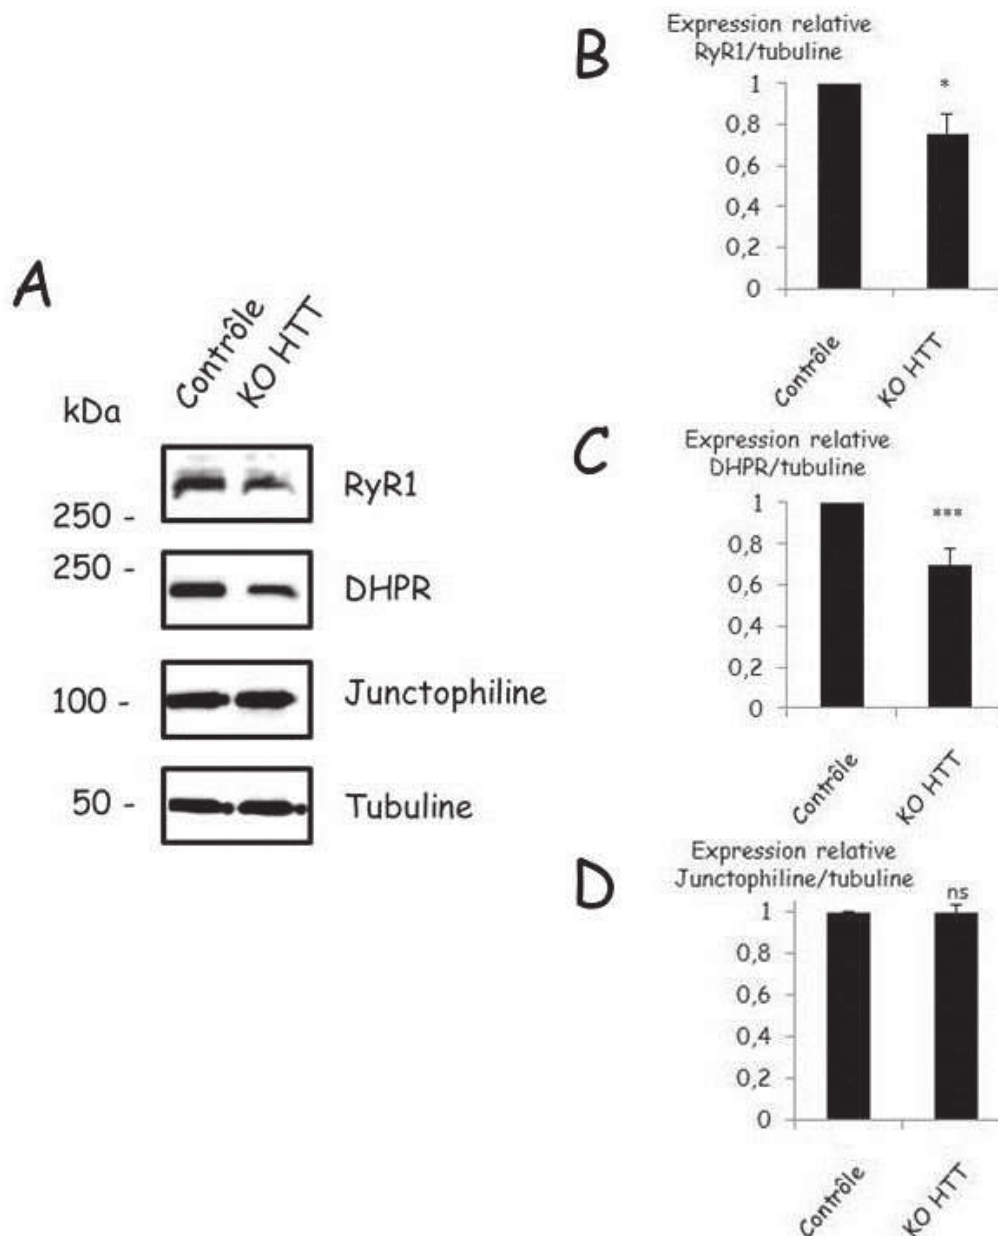 A
Contrôle
KO HTT
kDa
250 -
RyR1
250 -
DHPR
100 -
Junctophiline
50 -
Tubuline
B
Expression relative
RyR1/tubuline
1
0,8
0,6
0,4
0,2
0
*
Contrôle
KO HTT
C
Expression relative
DHPR/tubuline
1
0,8
0,6
0,4
0,2
0
***
Contrôle
KO HTT
D
Expression relative
Junctophiline/tubuline
1
0,8
0,6
0,4
0,2
0
ns
Contrôle
KO HTT